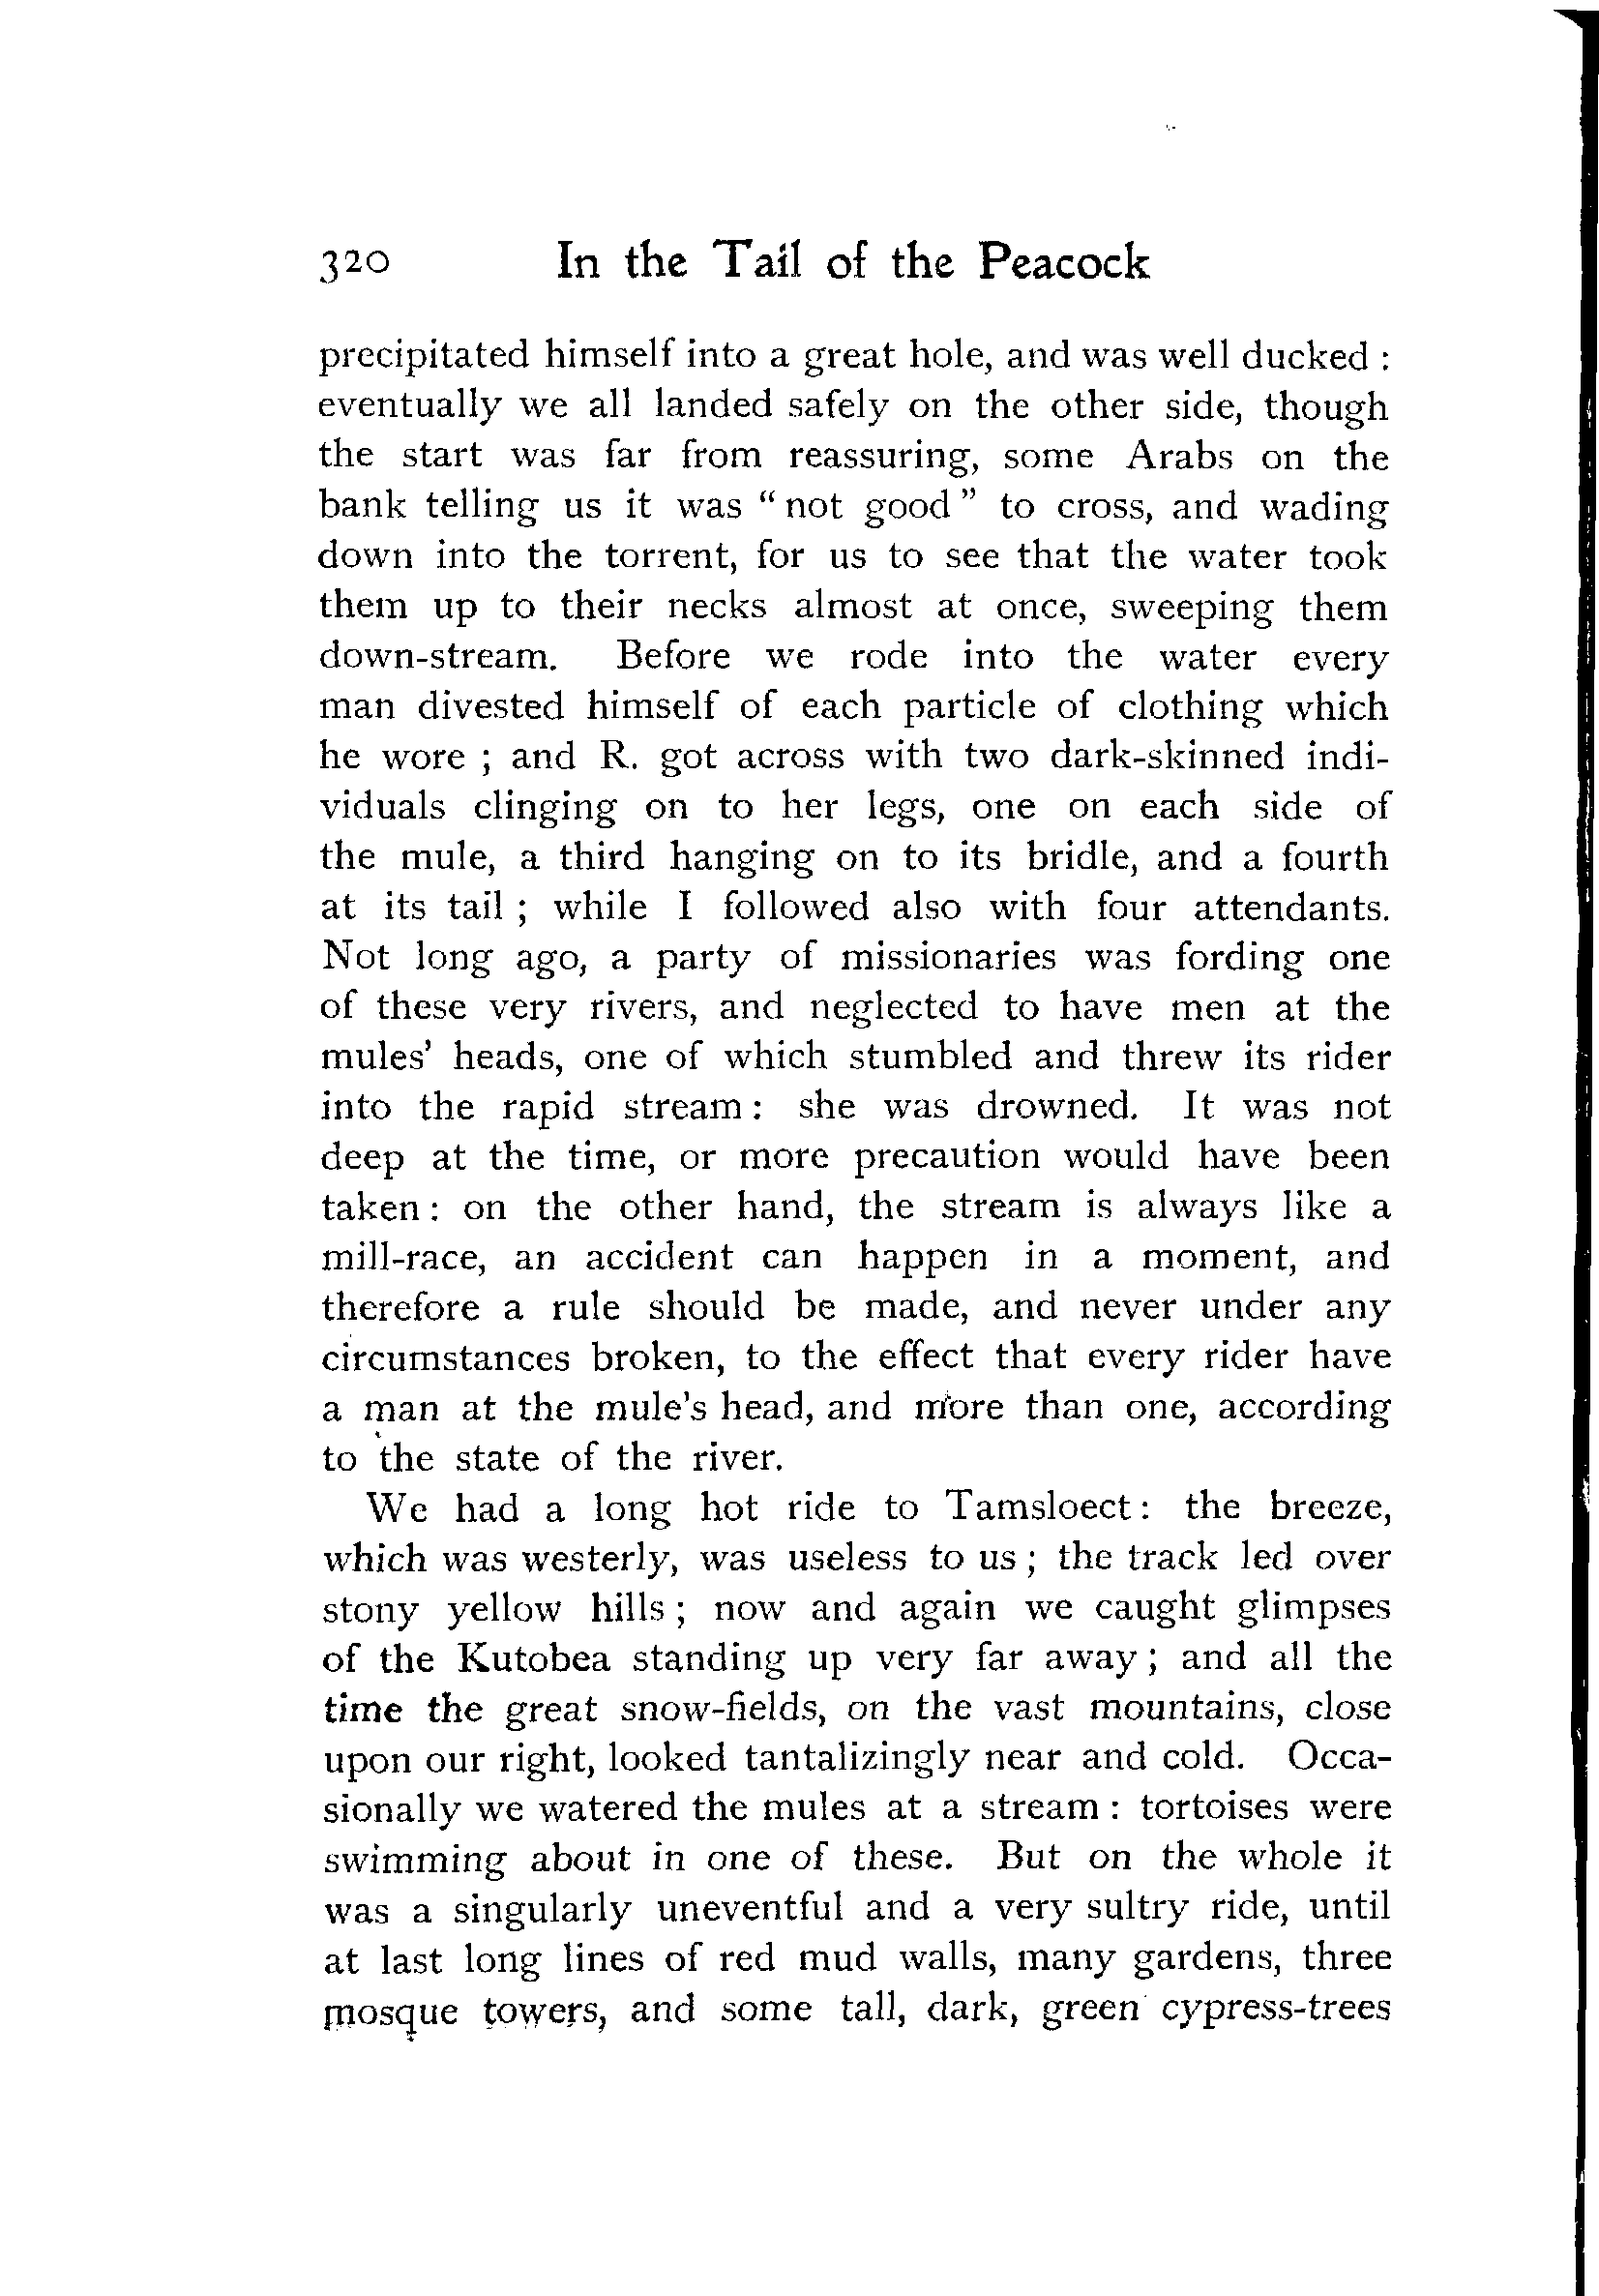 320 In the Tail of the Peacock
precipitated himself into a great hole, and was well ducked :
eventually we all landed safely on the other side, though
the start was far from reassuring, some Arabs on the
bank telling us it was “ not good ” to cross, and wading
down into the torrent, for us to see that the water took
them up to their necks almost at once, sweeping them
down-stream. Before we rode into the water every
man divested himself of each particle of clothing which
he wore ; and R. got across with two dark-skinned indi-
viduals clinging on to her legs, one on each side of
the mule, a third hanging on to its bridle, and a fourth
at its tail ; while I followed also with four attendants.
Not long ago, a party of missionaries was fording one
of these very rivers, and neglected to have men at the
mules’ heads, one of which stumbled and threw its rider
into the rapid stream : she was drowned. It was not
deep at the time, or more precaution would have been
taken : on the other hand, the stream is always like a
mill-race, an accident can happen in a moment, and
therefore a rule should be made, and never under any
circumstances broken, to the effect that every rider have
a man at the mule’s head, and more than one, according
to the state of the river.
We had a long hot ride to Tamsloect : the breeze,
which was westerly, was useless to us ; the track led over
stony yellow hills ; now and again we caught glimpses
of the Kutobea standing up very far away ; and all the
time the great snow-fields, on the vast mountains, close
upon our right, looked tantalizingly near and cold. Occa-
sionally we watered the mules at a stream : tortoises were
swimming about in one of these. But on the whole it
was a singularly uneventful and a very sultry ride, until
at last long lines of red mud walls, many gardens, three
mosque towers, and some tall, dark, green cypress-trees